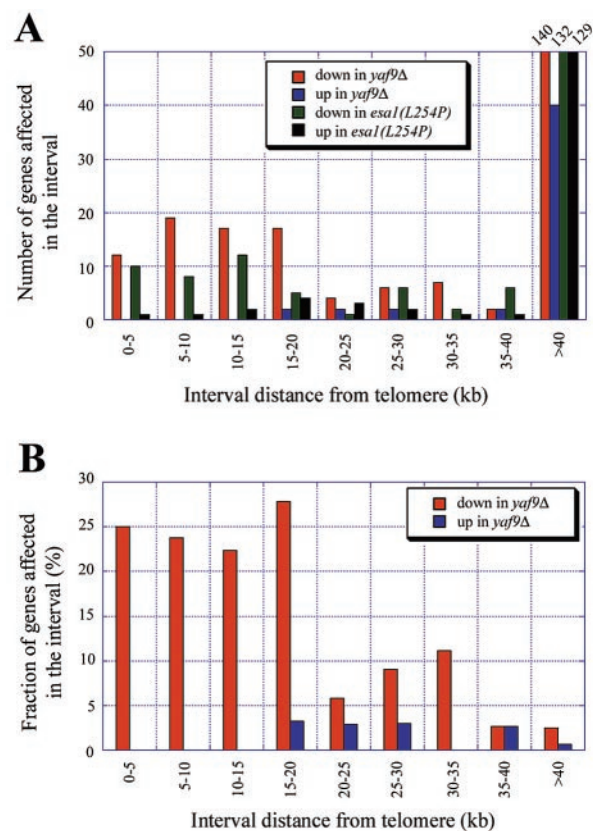 A
140 132 129
50
40
30
20
10
0
Number of genes affected
in the interval
down in yaf9Δ
up in yaf9Δ
down in esa1(L254P)
up in esa1(L254P)
0-5
5-10
10-15
15-20
20-25
25-30
30-35
35-40
>40
Interval distance from telomere (kb)
B
30
25
20
15
10
5
0
Fraction of genes affected
in the interval (%)
down in yaf9Δ
up in yaf9Δ
0-5
5-10
10-15
15-20
20-25
25-30
30-35
35-40
>40
Interval distance from telomere (kb)